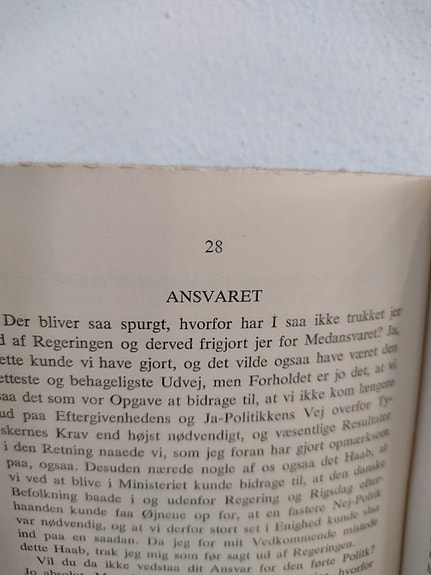 28
ANSVARET
Der bliver saa spurgt, hvorfor har I saa ikke trukket jer
af Regeringen og derved frigjort jer for Medansvaret? Ja,
ette kunde vi have gjort, og det vilde ogsaa have været den
etteste og behageligste Udvej, men Forholdet er jo det, at vi
saa det som vor Opgave at bidrage til, at vi ikk kom længere
ud paa Eftergivenhedens og Ja-Politikkens Vej overfor Ty-
skernes Krav end højst nødvendigt, og væsentlige Resultater
i den Retning naaede vi, som jeg foran har gjort opmærksom
paa, ogsaa. Desuden nærede nogle af os ogsaa det Haab, at
vi ved at blive i Ministeriet kunde bidrage til, at den danske
Befolkning baade i og udenfor Regering og Rigsdag efter-
haanden kunde faa Øjnene op for, at en fastere Nej-Politik
var nødvendig, og at vi derfor stort set i Enighed kunde slaa
ind paa en saadan. Da jeg for mit Vedkommende mistede
dette Haab, trak jeg mig som før sagt ud af Regeringen.
Vil du da ikke vedstaa dit Ansvar for den førte Politik?
Jo absolut. hvorfor